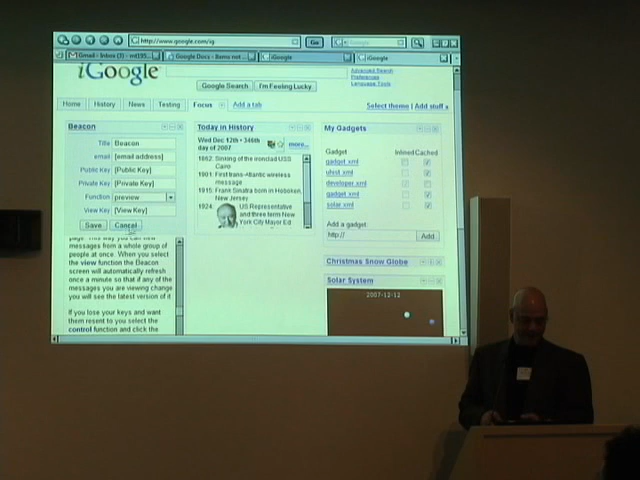 http://www.google.com/ig
Go
Google
Gmail - Inbox (3)
Google Docs - Items not
iGoogle
iGoogle
iGoogle
Advanced Search
Preferences
Language Tools
Google Search
I'm Feeling Lucky
Home
History
News
Testing
Focus
Add a tab
Select theme | Add stuff »
Beacon
Title
Beacon
email
[email address]
Public Key
[Public Key]
Private Key
[Private Key]
Function
preview
View Key
[View Key]
Save
Cancel
messages from a whole group of
people at once. When you select
the view function the Beacon
screen will automatically refresh
once a minute so that if any of the
messages you are viewing change
you will see the latest version of it
If you lose your keys and want
them resent to you select the
control function and click the
Today in History
Wed Dec 12th • 346th
day of 2007
more...
1862: Sinking of the ironclad USS
Cairo
1901: First trans-Atlantic wireless
message
1915: Frank Sinatra born in Hoboken,
New Jersey
1924:
US Representative
and three term New
York City Mayor Ed
My Gadgets
Gadget
Inlined
Cached
gadget.xml
developer.xml
gadget.xml
solar.xml
Add a gadget:
http://
Add
Christmas Snow Globe
Solar System
2007-12-12